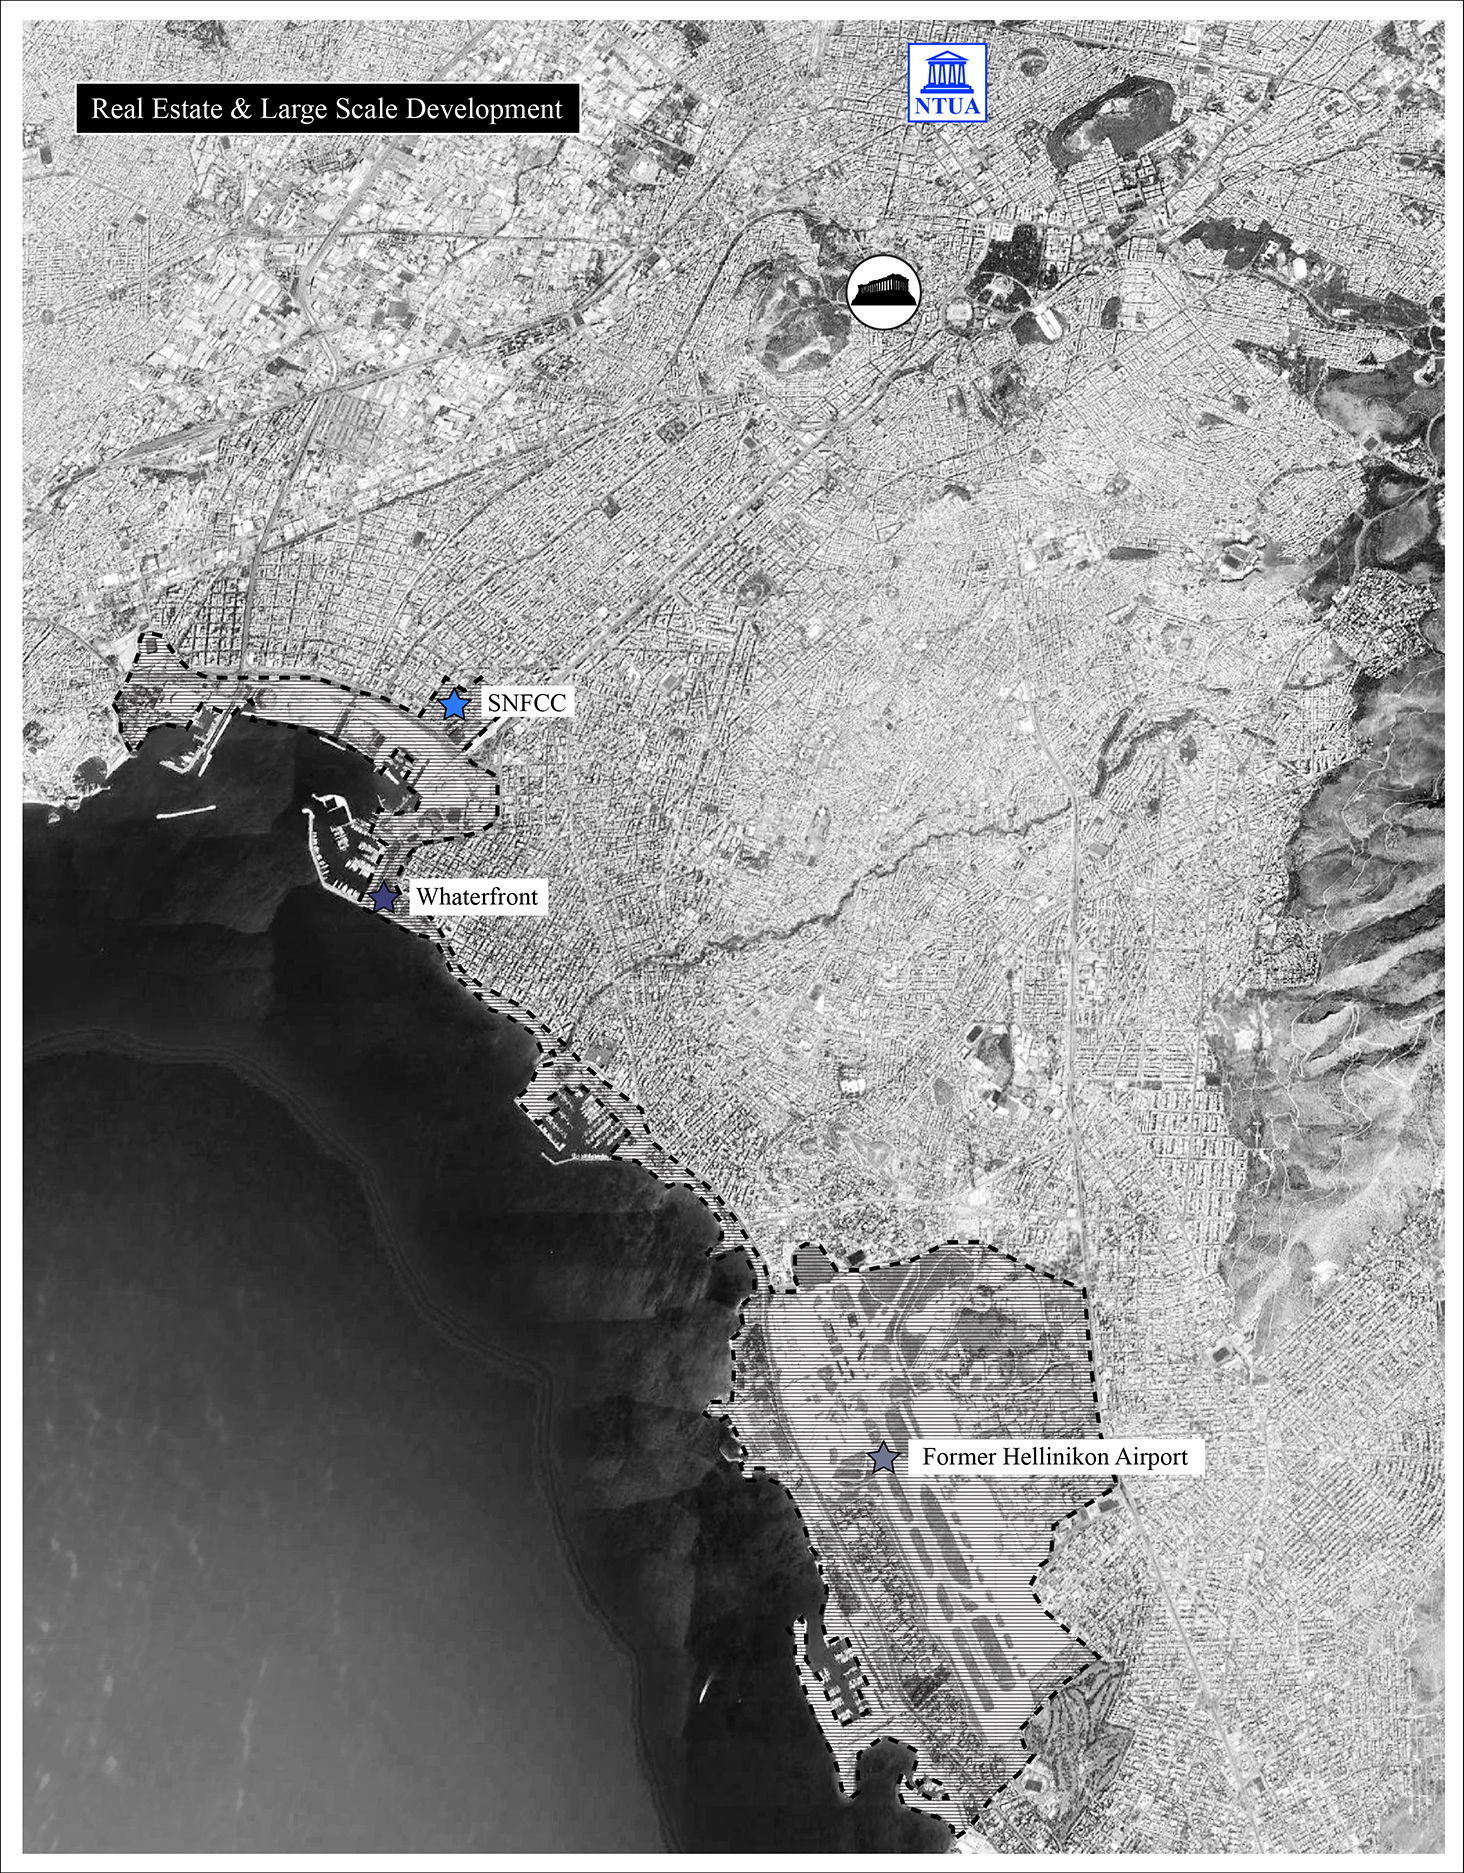 Real Estate & Large Scale Development
NTUA
SNFCC
Whaterfront
Former Hellinikon Airport